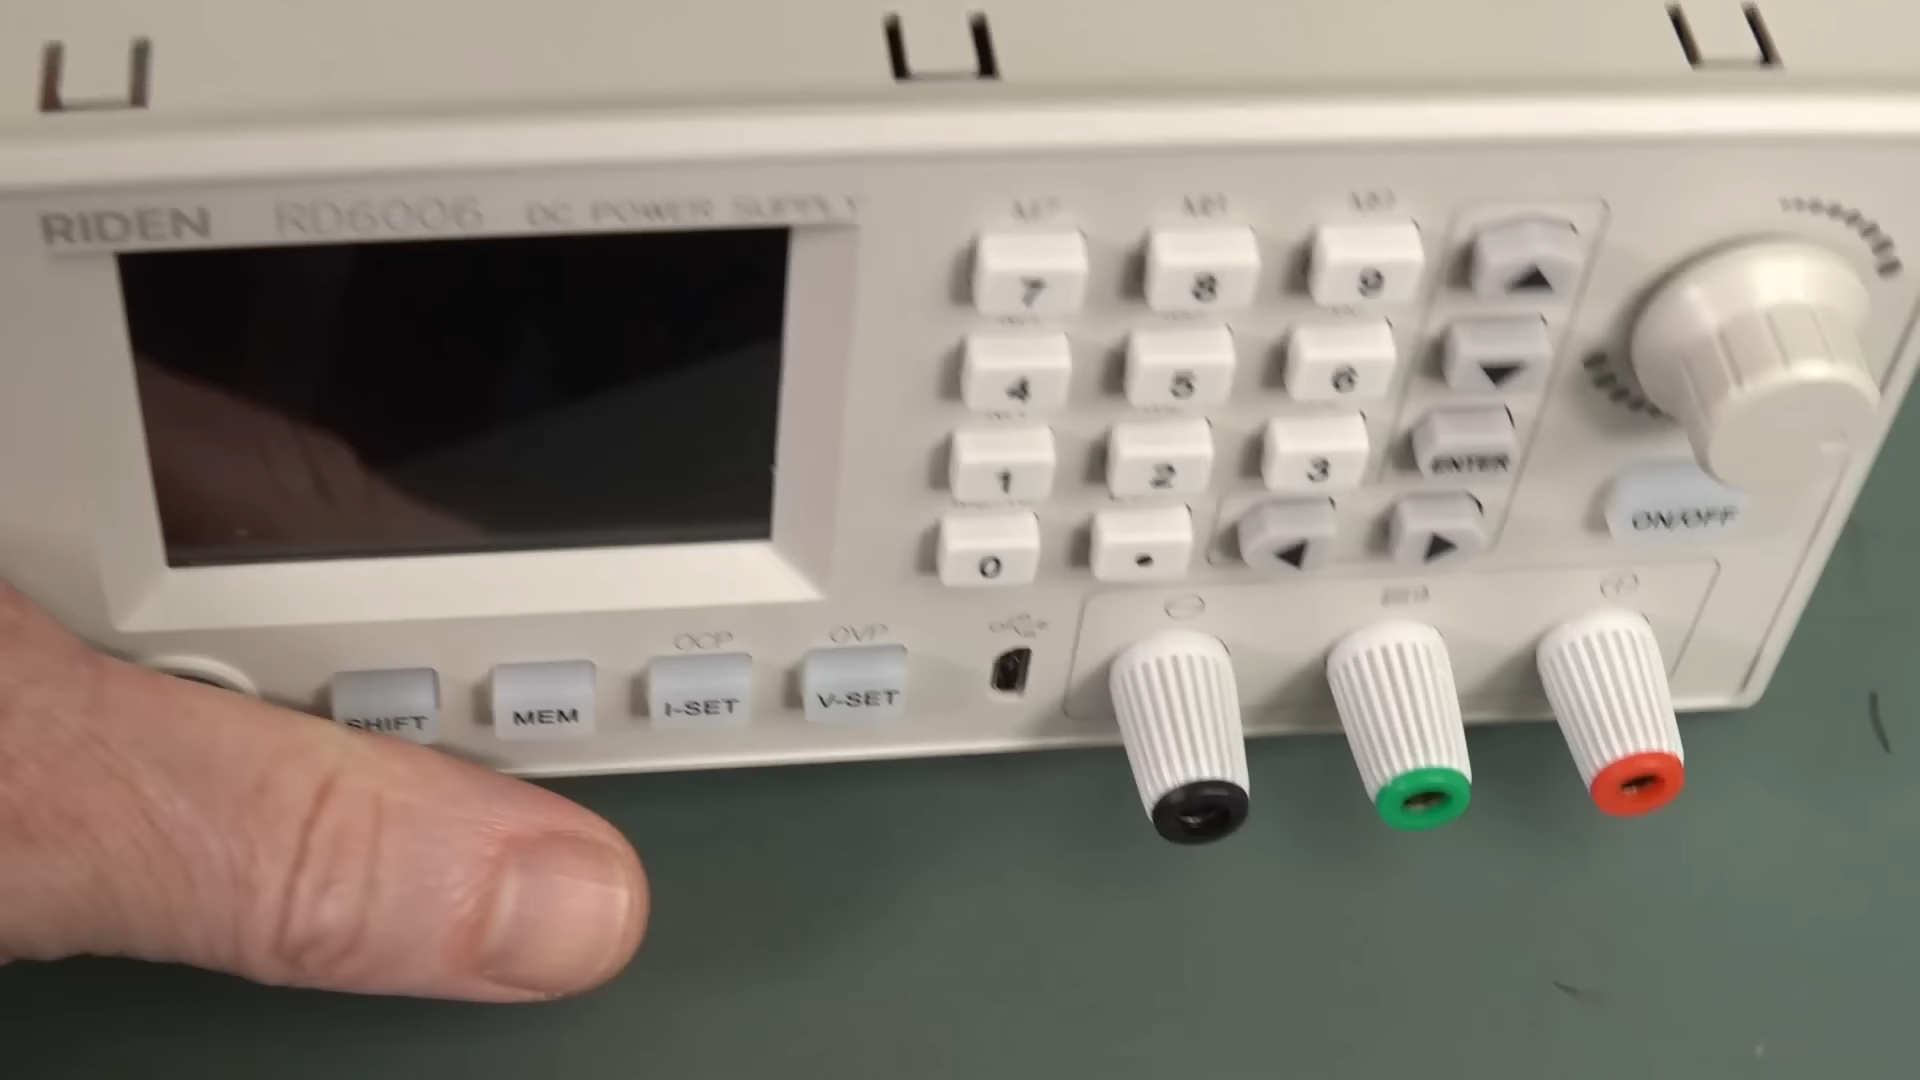 RIDEN RD6006 DC POWER SUPPLY
7 8 9
4 5 6
ENTER
1 2 3
ON/OFF
0 .
OCP OVP
SHIFT MEM I-SET V-SET